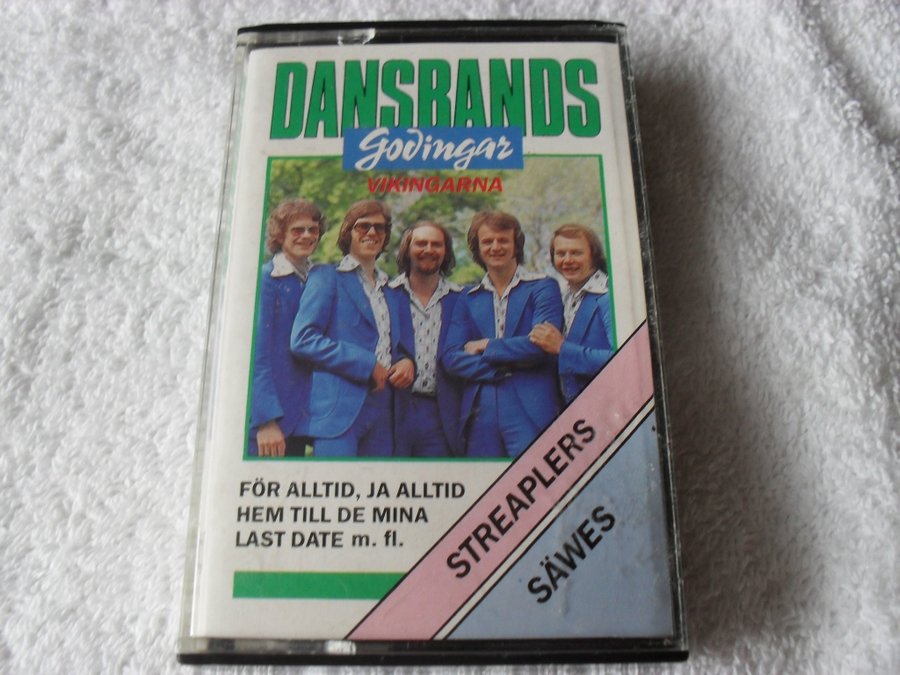 DANSBANDS
Godingar
VIKINGARNA
FÖR ALLTID, JA ALLTID
HEM TILL DE MINA
LAST DATE m. fl.
STREAPLERS
SÄWES